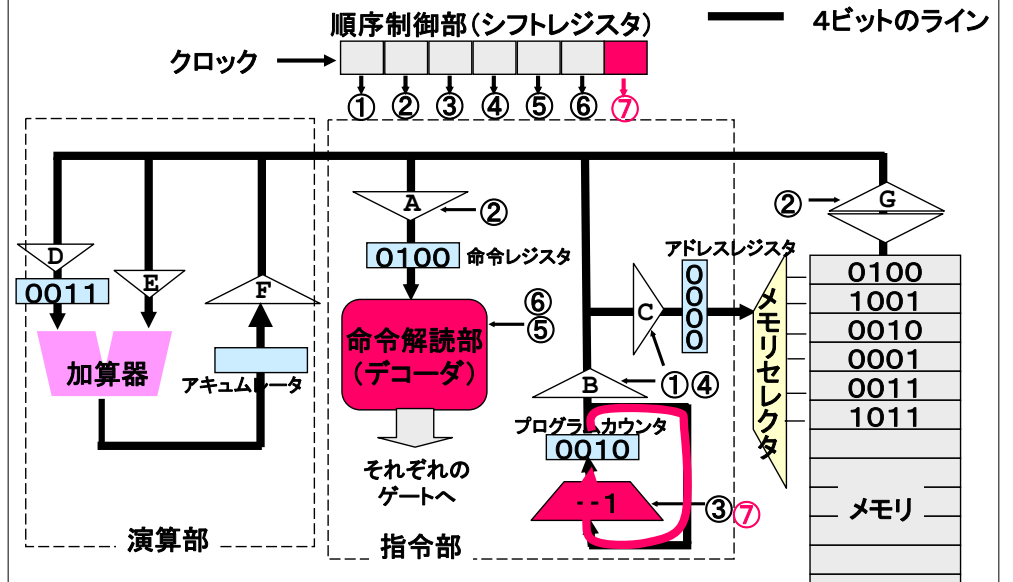 順序制御部(シフトレジスタ)
4ビットのライン
クロック
① ② ③ ④ ⑤ ⑥ ⑦
A
②
G
②
D
0011
E
F
加算器
アキュムレータ
演算部
0100
命令レジスタ
命令解読部
(デコーダ)
⑥
⑤
それぞれの
ゲートへ
指令部
アドレスレジスタ
0
0
0
0
C
①④
B
プログラムカウンタ
0010
--1
③⑦
メモリセレクタ
0100
1001
0010
0001
0011
1011
メモリ